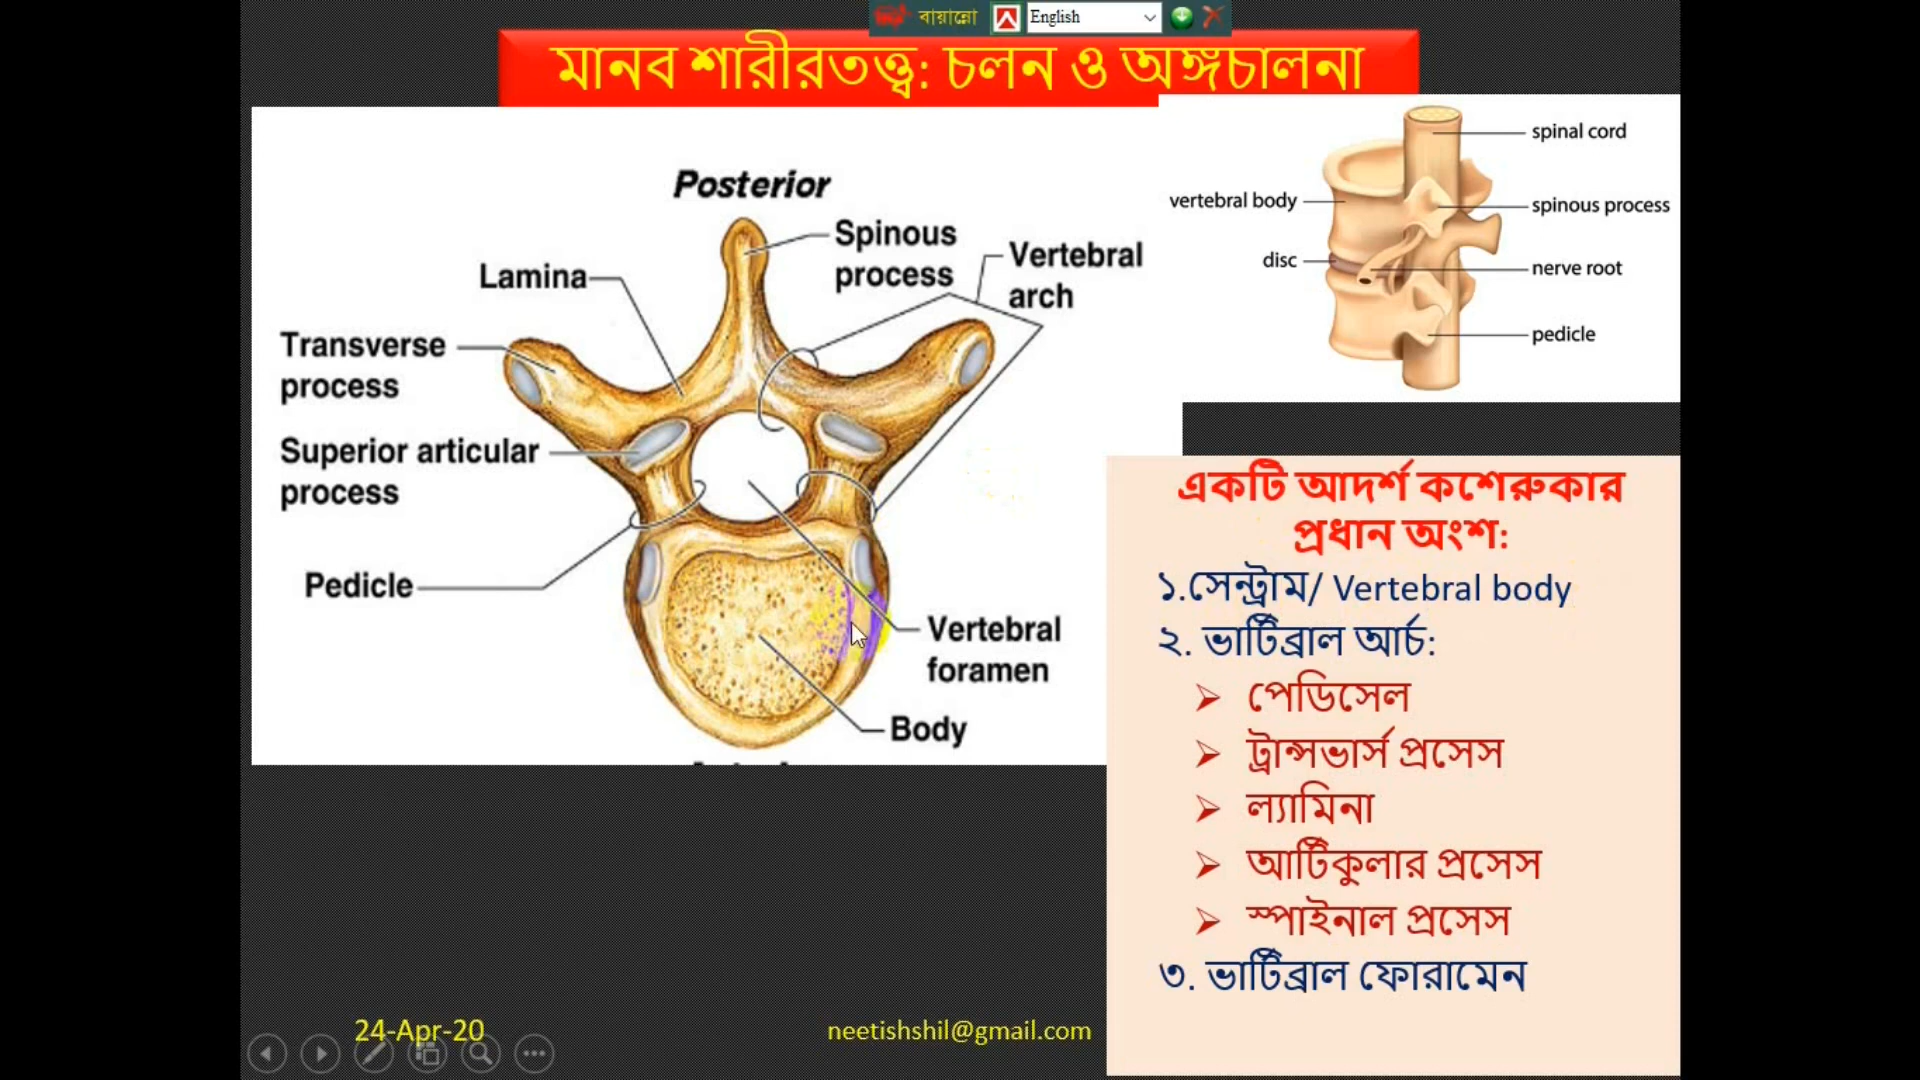 বায়ান্নো
English
মানব শারীরতত্ত্ব: চলন ও অঙ্গচালনা
Posterior
Spinous
process
Vertebral
arch
Lamina
Transverse
process
Superior articular
process
Pedicle
Vertebral
foramen
Body
spinal cord
vertebral body
spinous process
disc
nerve root
pedicle
একটি আদর্শ কশেরুকার
প্রধান অংশ:
১.সেন্ট্রাম/ Vertebral body
২. ভার্টিব্রাল আর্চ:
পেডিসেল
ট্রান্সভার্স প্রসেস
ল্যামিনা
আর্টিকুলার প্রসেস
স্পাইনাল প্রসেস
৩. ভার্টিব্রাল ফোরামেন
24-Apr-20
neetishshil@gmail.com